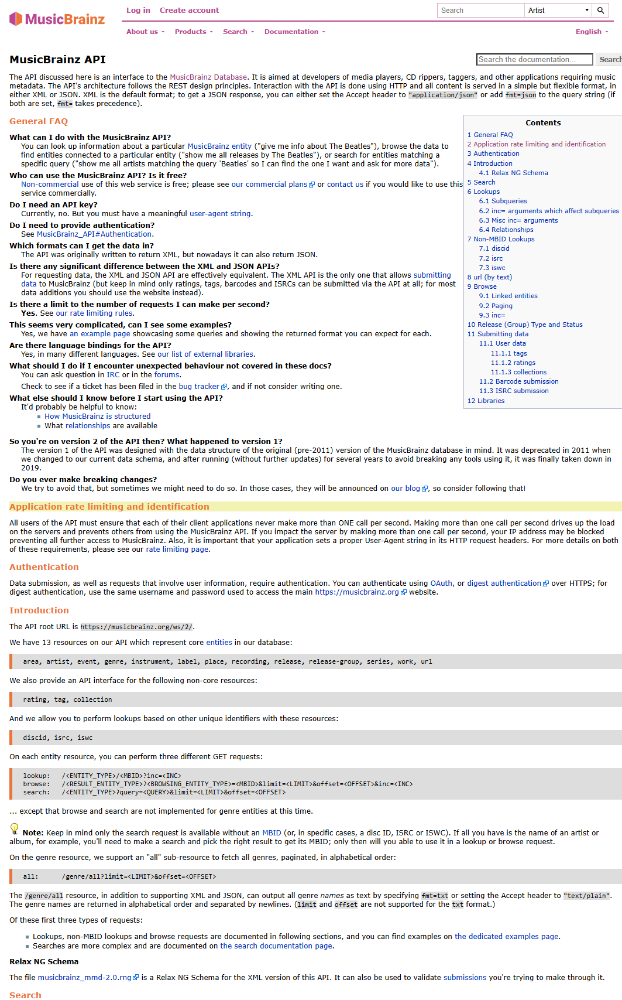 MusicBrainz
Log in Create account
Search Artist
About us Products Search Documentation English
MusicBrainz API
Search the documentation... Search
The API discussed here is an interface to the MusicBrainz Database. It is aimed at developers of media players, CD rippers, taggers, and other applications requiring music
metadata. The API's architecture follows the REST design principles. Interaction with the API is done using HTTP and all content is served in a simple but flexible format, in
either XML or JSON. XML is the default format; to get a JSON response, you can either set the Accept header to "application/json" or add fmt=json to the query string (if
both are set, fmt= takes precedence).
General FAQ
What can I do with the MusicBrainz API?
You can look up information about a particular MusicBrainz entity ("give me info about The Beatles"), browse the data to
find entities connected to a particular entity ("show me all releases by The Beatles"), or search for entities matching a
specific query ("show me all artists matching the query 'Beatles' so I can find the one I want and ask for more data").
Who can use the MusicBrainz API? Is it free?
Non-commercial use of this web service is free; please see our commercial plans or contact us if you would like to use this
service commercially.
Do I need an API key?
Currently, no. But you must have a meaningful user-agent string.
Do I need to provide authentication?
See MusicBrainz_API#Authentication.
Which formats can I get the data in?
The API was originally written to return XML, but nowadays it can also return JSON.
Is there any significant difference between the XML and JSON APIs?
For requesting data, the XML and JSON API are effectively equivalent. The XML API is the only one that allows submitting
data to MusicBrainz (but keep in mind only ratings, tags, barcodes and ISRCs can be submitted via the API at all; for most
data additions you should use the website instead).
Is there a limit to the number of requests I can make per second?
Yes. See our rate limiting rules.
This seems very complicated, can I see some examples?
Yes, we have an example page showcasing some queries and showing the returned format you can expect for each.
Are there language bindings for the API?
Yes, in many different languages. See our list of external libraries.
What should I do if I encounter unexpected behaviour not covered in these docs?
You can ask question in IRC or in the forums.
Check to see if a ticket has been filed in the bug tracker, and if not consider writing one.
What else should I know before I start using the API?
It'd probably be helpful to know:
How MusicBrainz is structured
What relationships are available
Contents
1 General FAQ
2 Application rate limiting and identification
3 Authentication
4 Introduction
4.1 Relax NG Schema
5 Search
6 Lookups
6.1 Subqueries
6.2 inc= arguments which affect subqueries
6.3 Misc inc= arguments
6.4 Relationships
7 Non-MBID Lookups
7.1 discid
7.2 isrc
7.3 iswc
8 url (by text)
9 Browse
9.1 Linked entities
9.2 Paging
9.3 inc=
10 Release (Group) Type and Status
11 Submitting data
11.1 User data
11.1.1 tags
11.1.2 ratings
11.1.3 collections
11.2 Barcode submission
11.3 ISRC submission
12 Libraries
So you're on version 2 of the API then? What happened to version 1?
The version 1 of the API was designed with the data structure of the original (pre-2011) version of the MusicBrainz database in mind. It was deprecated in 2011 when
we changed to our current data schema, and after running (without further updates) for several years to avoid breaking any tools using it, it was finally taken down in
2019.
Do you ever make breaking changes?
We try to avoid that, but sometimes we might need to do so. In those cases, they will be announced on our blog, so consider following that!
Application rate limiting and identification
All users of the API must ensure that each of their client applications never make more than ONE call per second. Making more than one call per second drives up the load
on the servers and prevents others from using the MusicBrainz API. If you impact the server by making more than one call per second, your IP address may be blocked
preventing all further access to MusicBrainz. Also, it is important that your application sets a proper User-Agent string in its HTTP request headers. For more details on both
of these requirements, please see our rate limiting page.
Authentication
Data submission, as well as requests that involve user information, require authentication. You can authenticate using OAuth, or digest authentication over HTTPS; for
digest authentication, use the same username and password used to access the main https://musicbrainz.org website.
Introduction
The API root URL is https://musicbrainz.org/ws/2/.
We have 13 resources on our API which represent core entities in our database:
area, artist, event, genre, instrument, label, place, recording, release, release-group, series, work, url
We also provide an API interface for the following non-core resources:
rating, tag, collection
And we allow you to perform lookups based on other unique identifiers with these resources:
discid, isrc, iswc
On each entity resource, you can perform three different GET requests:
lookup: /<ENTITY_TYPE>/<MBID>?inc=<INC>
browse: /<RESULT_ENTITY_TYPE>?<BROWSING_ENTITY_TYPE>=<MBID>&limit=<LIMIT>&offset=<OFFSET>&inc=<INC>
search: /<ENTITY_TYPE>?query=<QUERY>&limit=<LIMIT>&offset=<OFFSET>
... except that browse and search are not implemented for genre entities at this time.
Note: Keep in mind only the search request is available without an MBID (or, in specific cases, a disc ID, ISRC or ISWC). If all you have is the name of an artist or
album, for example, you'll need to make a search and pick the right result to get its MBID; only then will you able to use it in a lookup or browse request.
On the genre resource, we support an "all" sub-resource to fetch all genres, paginated, in alphabetical order:
all: /genre/all?limit=<LIMIT>&offset=<OFFSET>
The /genre/all resource, in addition to supporting XML and JSON, can output all genre names as text by specifying fmt=txt or setting the Accept header to "text/plain".
The genre names are returned in alphabetical order and separated by newlines. (limit and offset are not supported for the txt format.)
Of these first three types of requests:
Lookups, non-MBID lookups and browse requests are documented in following sections, and you can find examples on the dedicated examples page.
Searches are more complex and are documented on the search documentation page.
Relax NG Schema
The file musicbrainz_mmd-2.0.rng is a Relax NG Schema for the XML version of this API. It can also be used to validate submissions you're trying to make through it.
Search